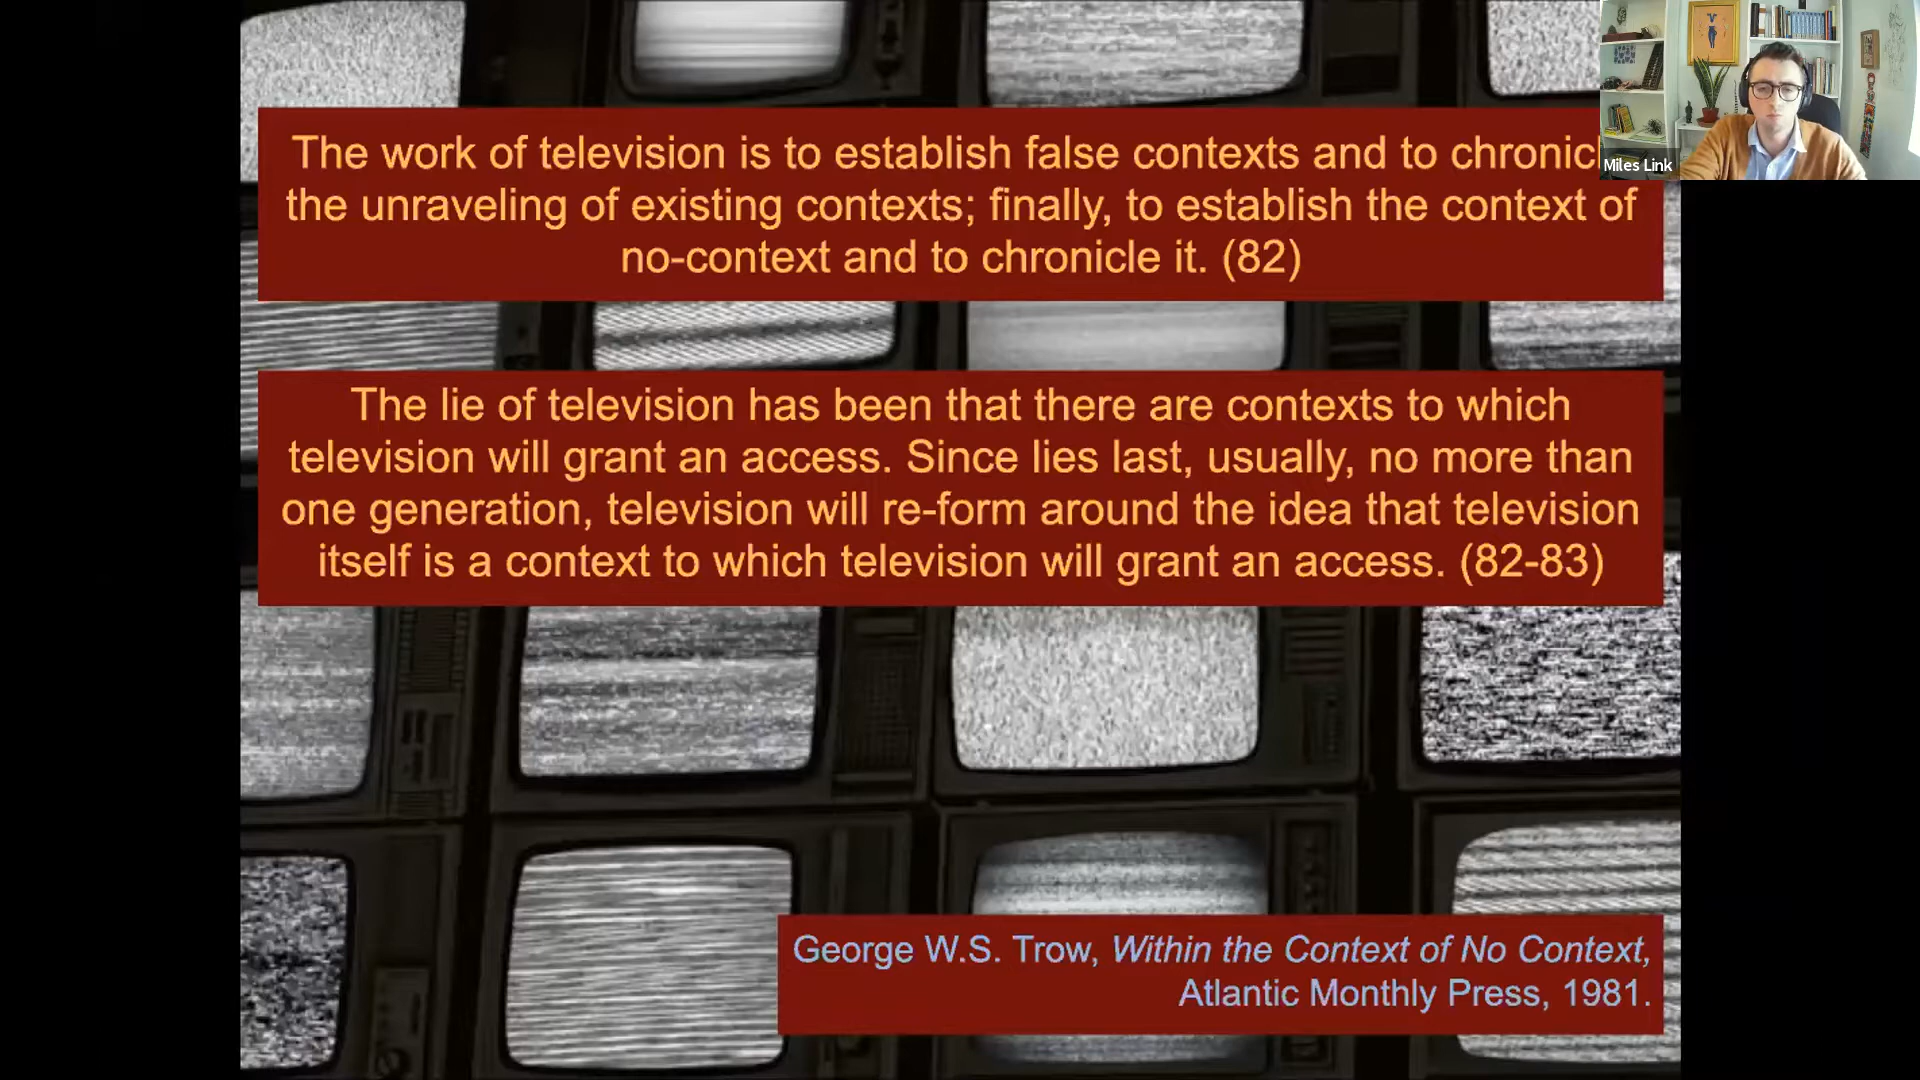 The work of television is to establish false contexts and to chronic
the unraveling of existing contexts; finally, to establish the context of
no-context and to chronicle it. (82)
The lie of television has been that there are contexts to which
television will grant an access. Since lies last, usually, no more than
one generation, television will re-form around the idea that television
itself is a context to which television will grant an access. (82-83)
George W.S. Trow, Within the Context of No Context,
Atlantic Monthly Press, 1981.
Miles Link